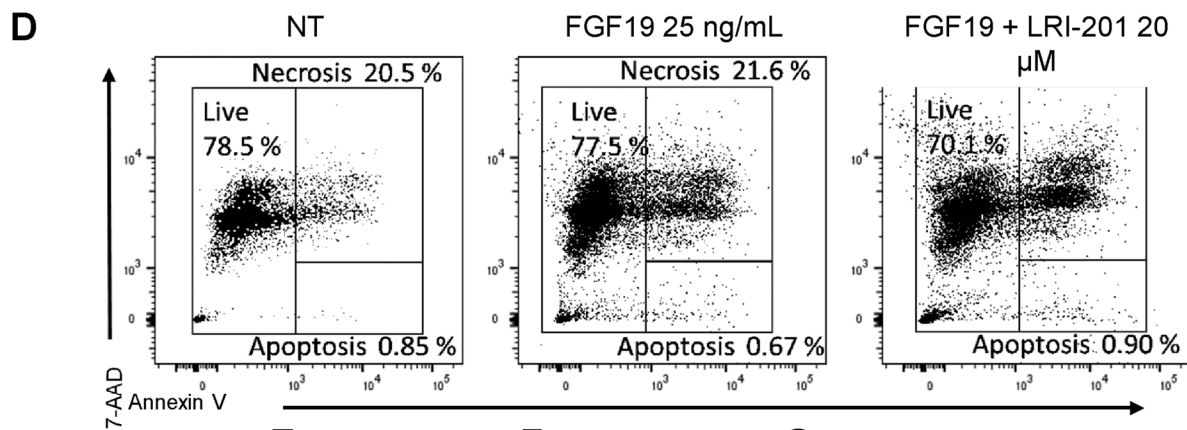 D
NT
Necrosis 20.5 %
Live
78.5 %
10⁴
10³
0
Apoptosis 0.85 %
0
10³
10⁴
10⁵
FGF19 25 ng/mL
Necrosis 21.6 %
Live
77.5 %
10⁴
10³
0
Apoptosis 0.67 %
0
10³
10⁴
10⁵
FGF19 + LRI-201 20
µM
Live
70.1 %
10⁴
10³
0
Apoptosis 0.90 %
0
10³
10⁴
10⁵
7-AAD
Annexin V